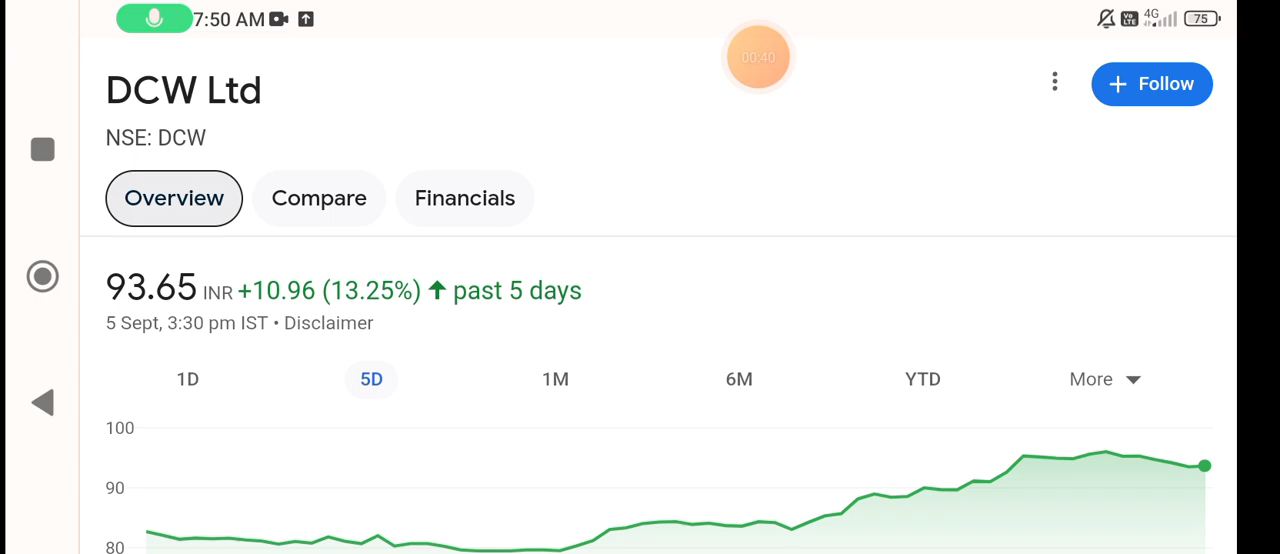 7:50 AM
Vo LTE 4G 75
00:40
DCW Ltd
+ Follow
NSE: DCW
Overview Compare Financials
93.65 INR +10.96 (13.25%) ↑ past 5 days
5 Sept, 3:30 pm IST • Disclaimer
1D 5D 1M 6M YTD More
100
90
80